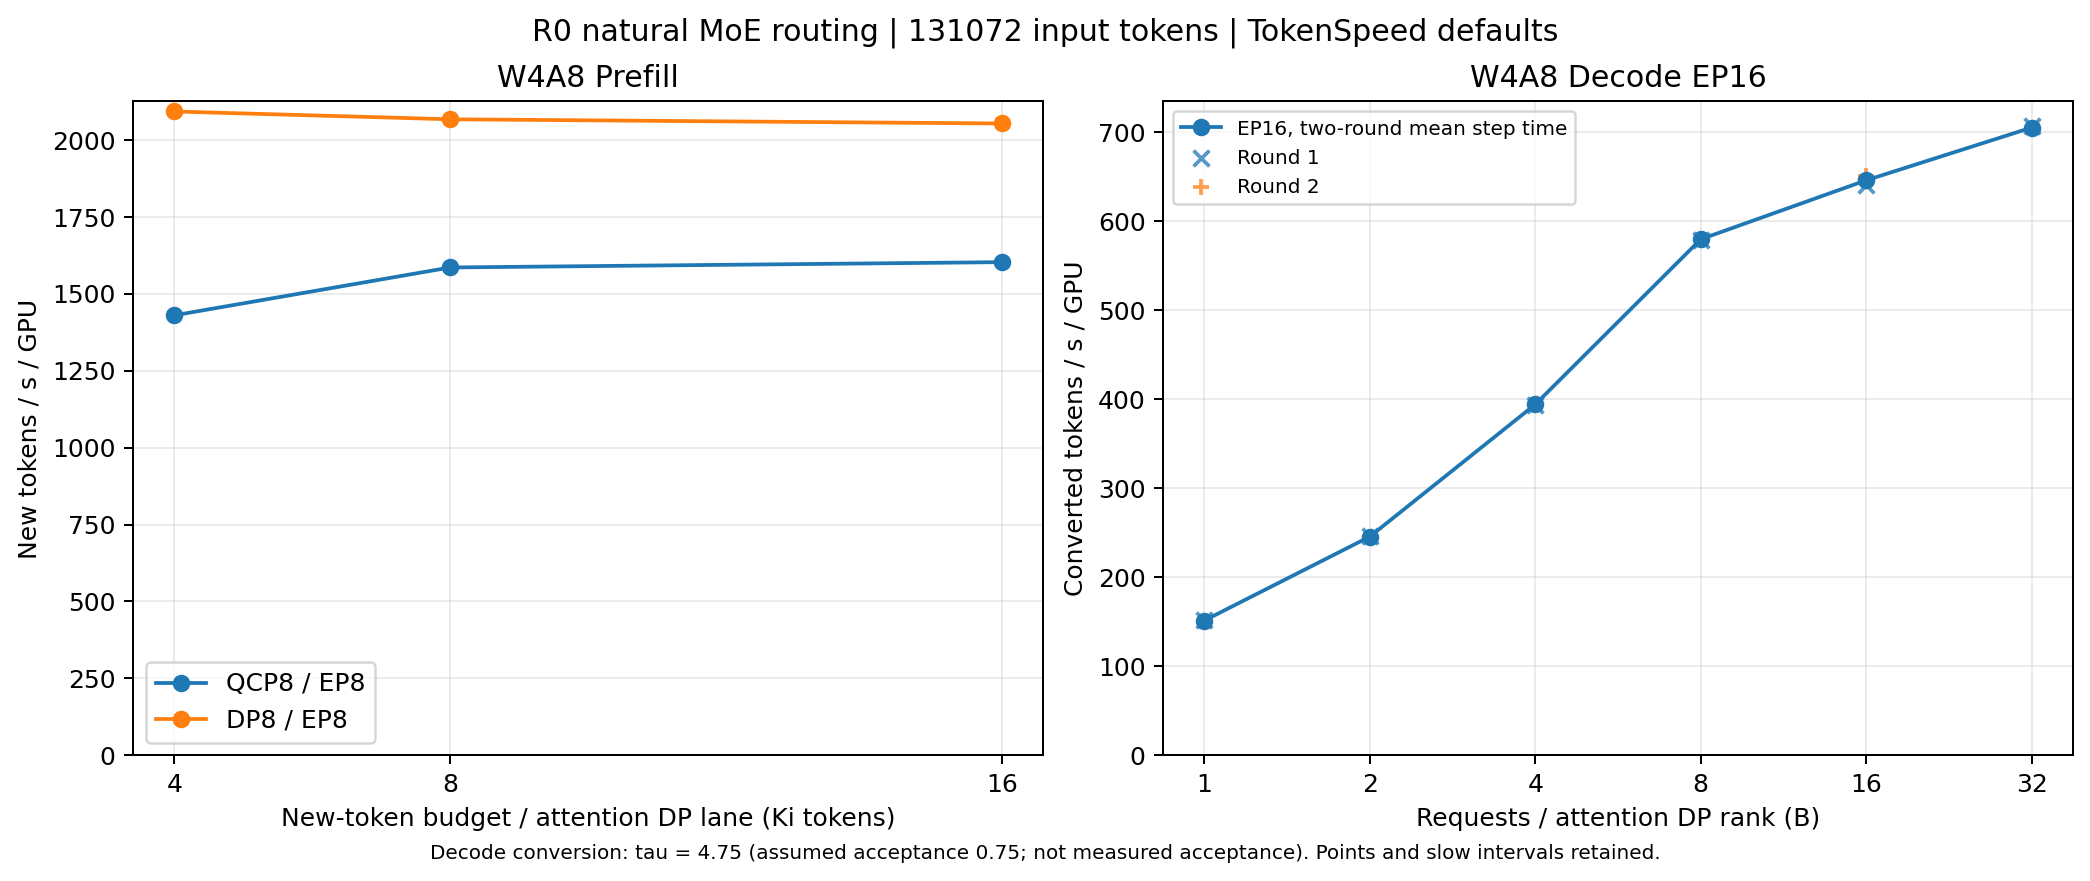 R0 natural MoE routing | 131072 input tokens | TokenSpeed defaults
W4A8 Prefill
New tokens / s / GPU
2000
1750
1500
1250
1000
750
500
250
0
QCP8 / EP8
DP8 / EP8
4
8
16
New-token budget / attention DP lane (Ki tokens)
W4A8 Decode EP16
Converted tokens / s / GPU
700
600
500
400
300
200
100
0
EP16, two-round mean step time
Round 1
Round 2
1
2
4
8
16
32
Requests / attention DP rank (B)
Decode conversion: tau = 4.75 (assumed acceptance 0.75; not measured acceptance). Points and slow intervals retained.